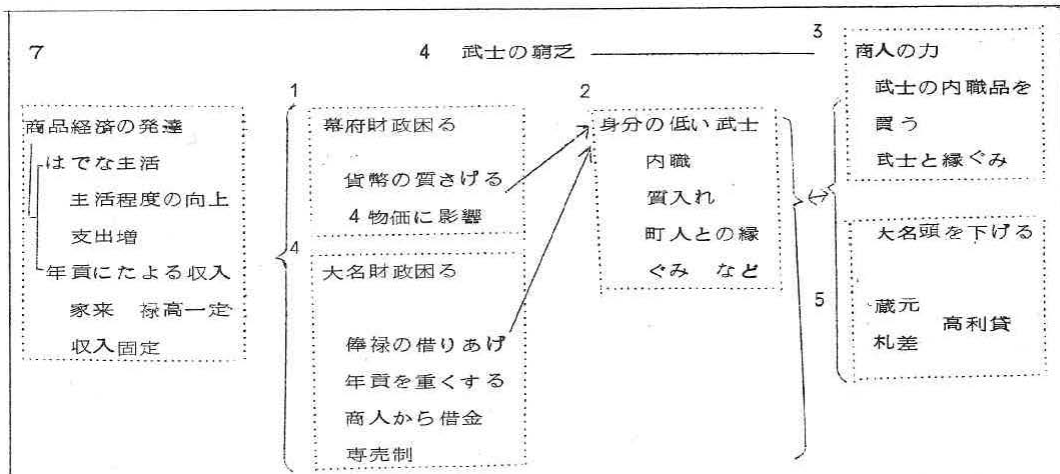 7
4 武士の窮乏
商品経済の発達
はでな主活
主活程度の向上
支出増
年貢にたよる収入
家来 禄高一定
収入固定
1
幕府財政困る
貨幣の質さげる
4物価に影響
4
大名財政困る
俸禄の借りあげ
年貢を重くする
商人から借金
専売制
2
身分の低い武士
内職
質入れ
町人との縁
ぐみ など
3
商人の力
武士の内職品を
買う
武士と縁ぐみ
5
大名頭を下げる
蔵元
札差
高利貸